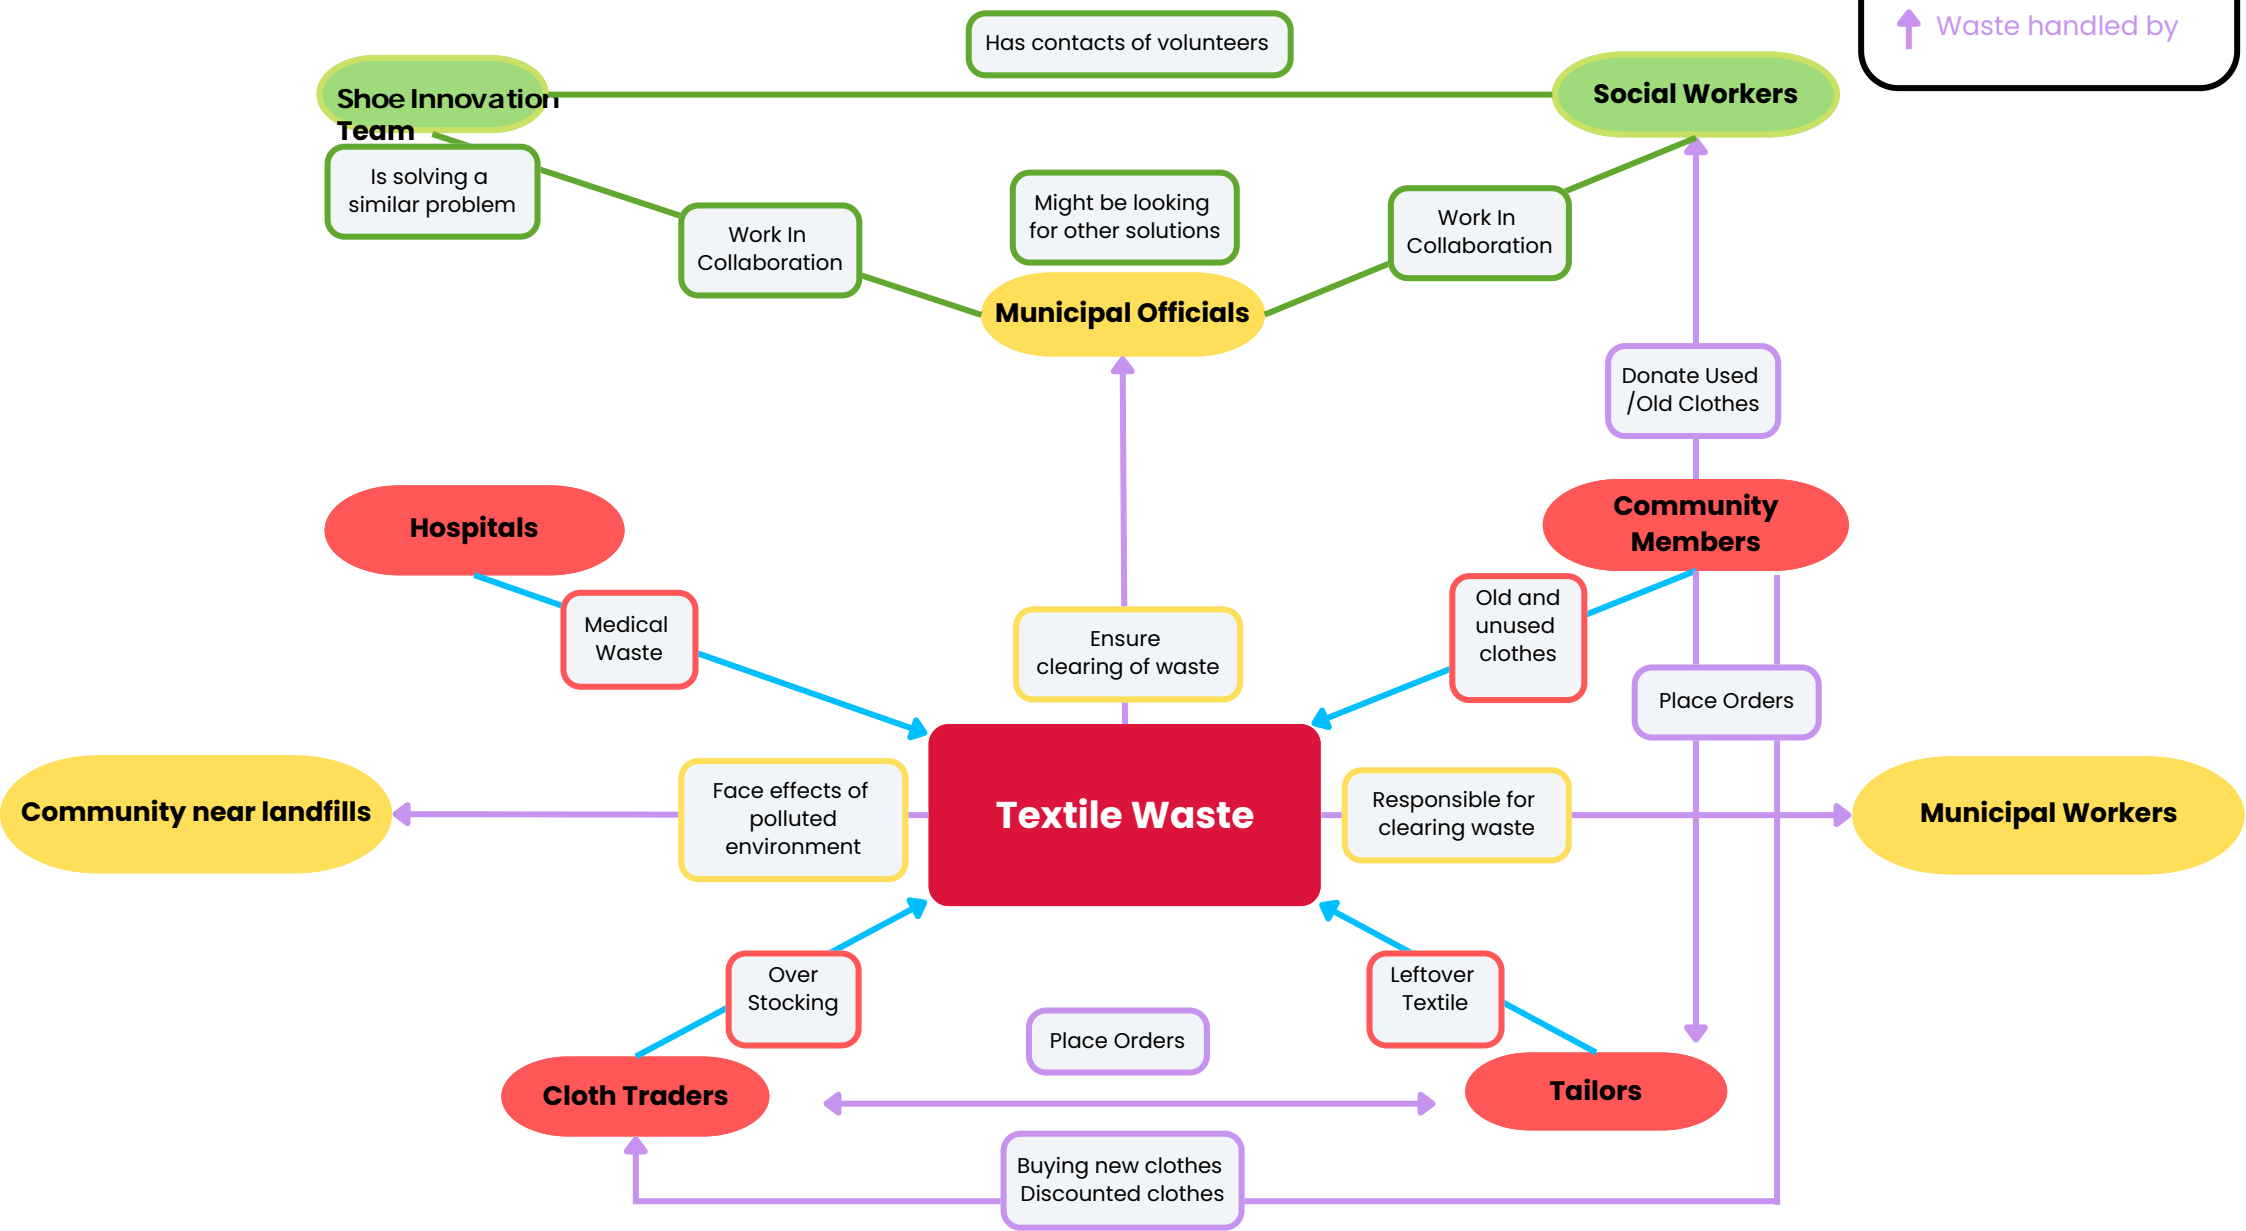 Has contacts of volunteers
Waste handled by
Shoe Innovation
Team
Social Workers
Is solving a
similar problem
Work In
Collaboration
Might be looking
for other solutions
Work In
Collaboration
Municipal Officials
Donate Used
/Old Clothes
Hospitals
Community
Members
Medical
Waste
Ensure
clearing of waste
Old and
unused
clothes
Place Orders
Community near landfills
Face effects of
polluted
environment
Textile Waste
Responsible for
clearing waste
Municipal Workers
Over
Stocking
Leftover
Textile
Place Orders
Cloth Traders
Tailors
Buying new clothes
Discounted clothes